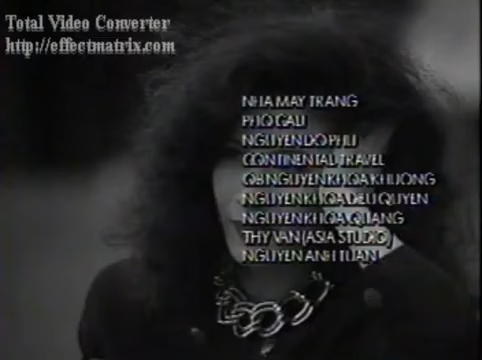 Total Video Converter
http://effectmatrix.com
NHA MAY TRANG
PHO GALI
NGUYEN DO PHU
CONTINENTAL TRAVEL
OB NGUYEN KHOA KHUONG
NGUYEN KHOA DELI QUYEN
NGUYEN KHOA QUANG
THY VAN (ASIA STUDIO)
NGUYEN ANH TUAN